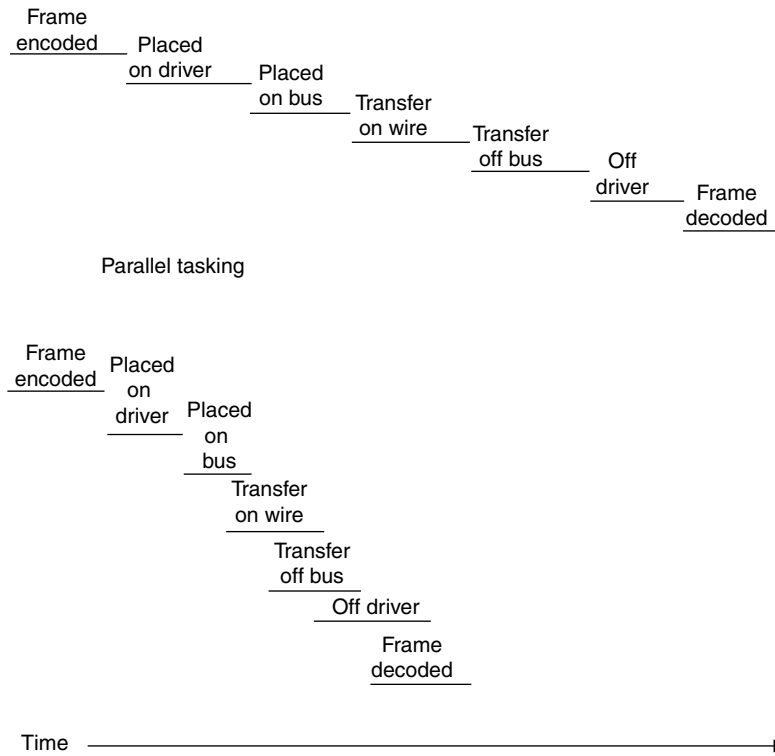 Frame
encoded
Placed
on driver
Placed
on bus
Transfer
on wire
Transfer
off bus
Off
driver
Frame
decoded
Parallel tasking
Frame
encoded
Placed
on
driver
Placed
on
bus
Transfer
on wire
Transfer
off bus
Off driver
Frame
decoded
Time